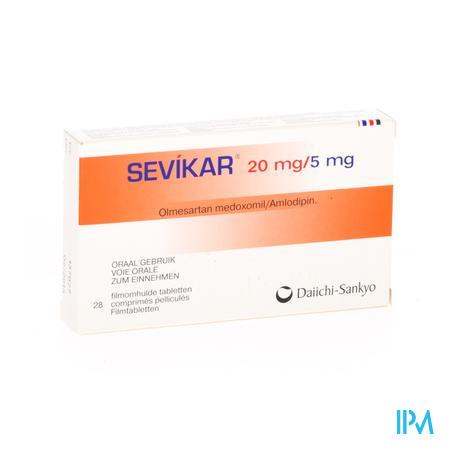 SEVÍKAR® 20 mg/5 mg
Olmesartan medoxomil/Amlodipin.
ORAAL GEBRUIK
VOIE ORALE
ZUM EINNEHMEN
28 filmomhulde tabletten
comprimés pelliculés
Filmtabletten
Daiichi-Sankyo
IPM